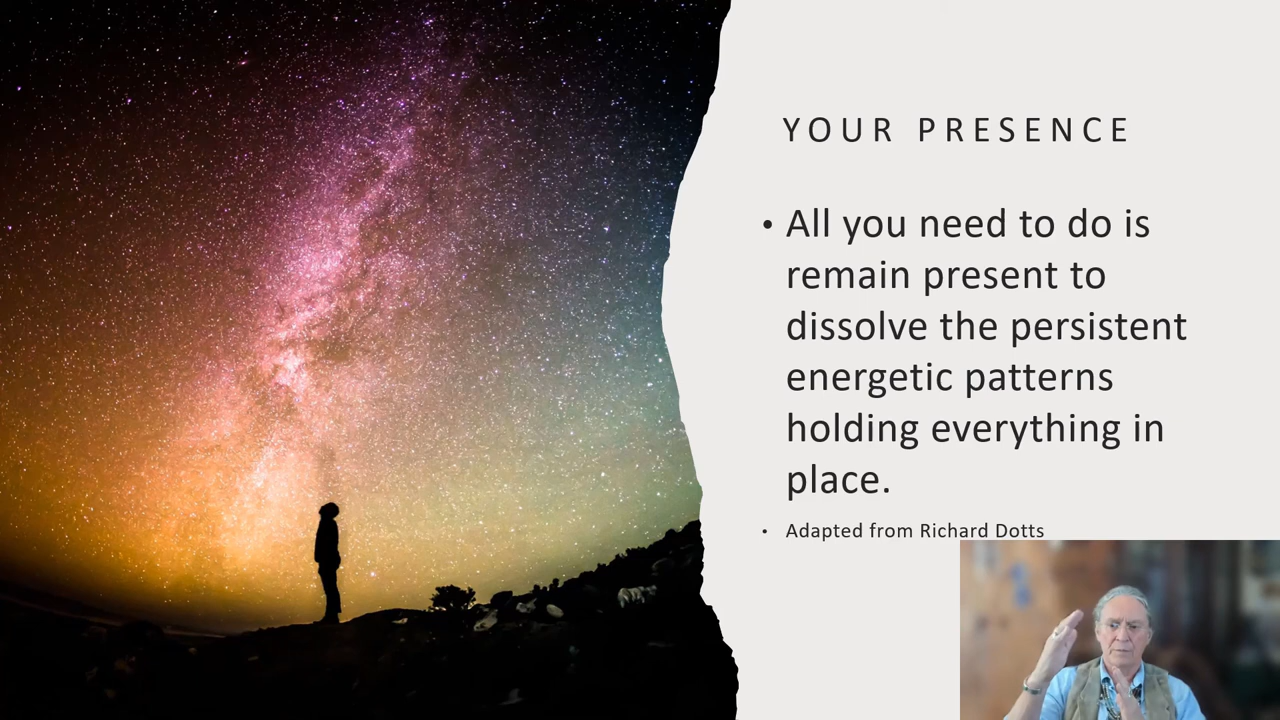 YOUR PRESENCE
• All you need to do is
remain present to
dissolve the persistent
energetic patterns
holding everything in
place.
• Adapted from Richard Dotts